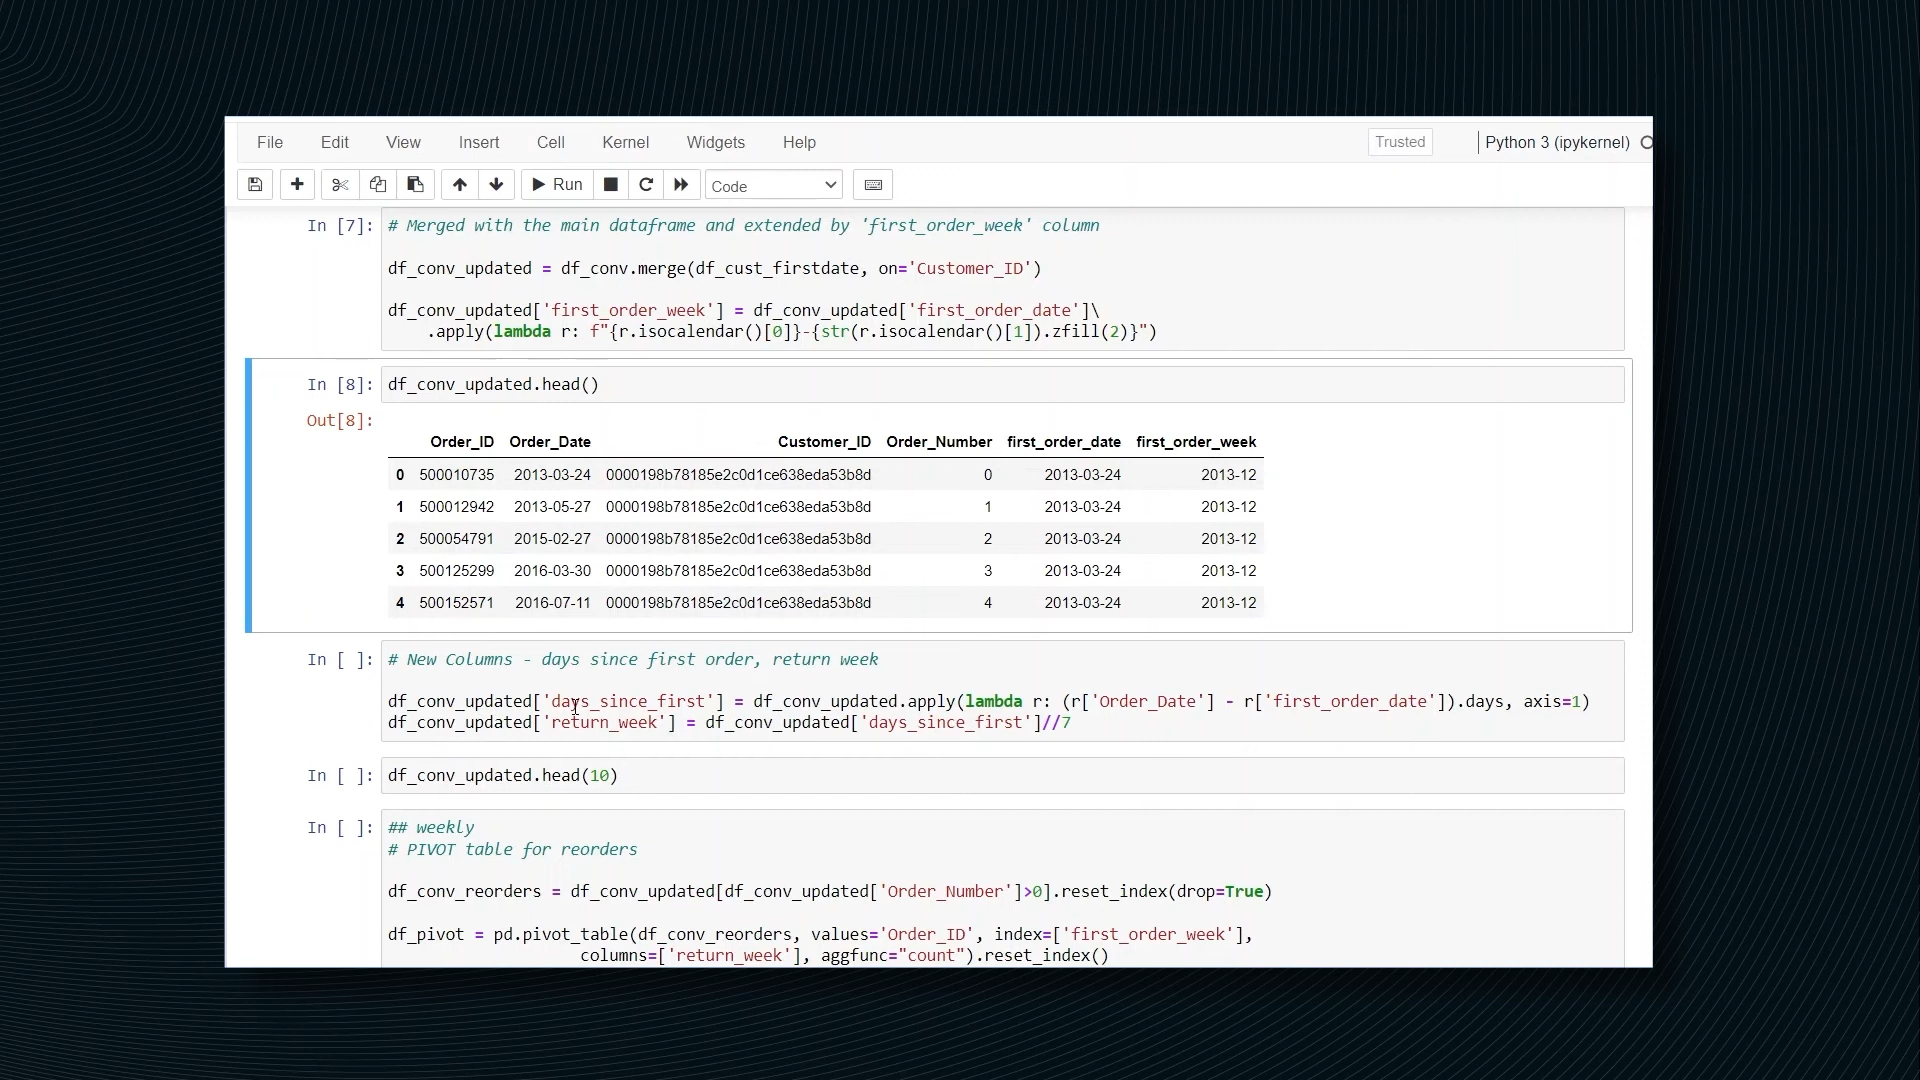 File Edit View Insert Cell Kernel Widgets Help Trusted Python 3 (ipykernel)
Run Code
In [7]: # Merged with the main dataframe and extended by 'first_order_week' column
df_conv_updated = df_conv.merge(df_cust_firstdate, on='Customer_ID')
df_conv_updated['first_order_week'] = df_conv_updated['first_order_date']\
.apply(lambda r: f"{r.isocalendar()[0]}-{str(r.isocalendar()[1]).zfill(2)}")
In [8]: df_conv_updated.head()
Out[8]:
Order_ID Order_Date Customer_ID Order_Number first_order_date first_order_week
0 500010735 2013-03-24 0000198b78185e2c0d1ce638eda53b8d 0 2013-03-24 2013-12
1 500012942 2013-05-27 0000198b78185e2c0d1ce638eda53b8d 1 2013-03-24 2013-12
2 500054791 2015-02-27 0000198b78185e2c0d1ce638eda53b8d 2 2013-03-24 2013-12
3 500125299 2016-03-30 0000198b78185e2c0d1ce638eda53b8d 3 2013-03-24 2013-12
4 500152571 2016-07-11 0000198b78185e2c0d1ce638eda53b8d 4 2013-03-24 2013-12
In [ ]: # New Columns - days since first order, return week
df_conv_updated['days_since_first'] = df_conv_updated.apply(lambda r: (r['Order_Date'] - r['first_order_date']).days, axis=1)
df_conv_updated['return_week'] = df_conv_updated['days_since_first']//7
In [ ]: df_conv_updated.head(10)
In [ ]: ## weekly
# PIVOT table for reorders
df_conv_reorders = df_conv_updated[df_conv_updated['Order_Number']>0].reset_index(drop=True)
df_pivot = pd.pivot_table(df_conv_reorders, values='Order_ID', index=['first_order_week'],
columns=['return_week'], aggfunc="count").reset_index()